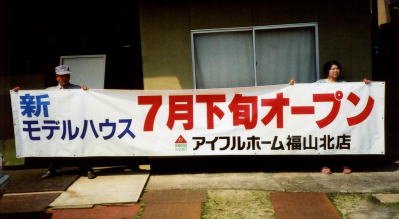 新
モデルハウス
7月下旬オープン
アイフルホーム福山北店